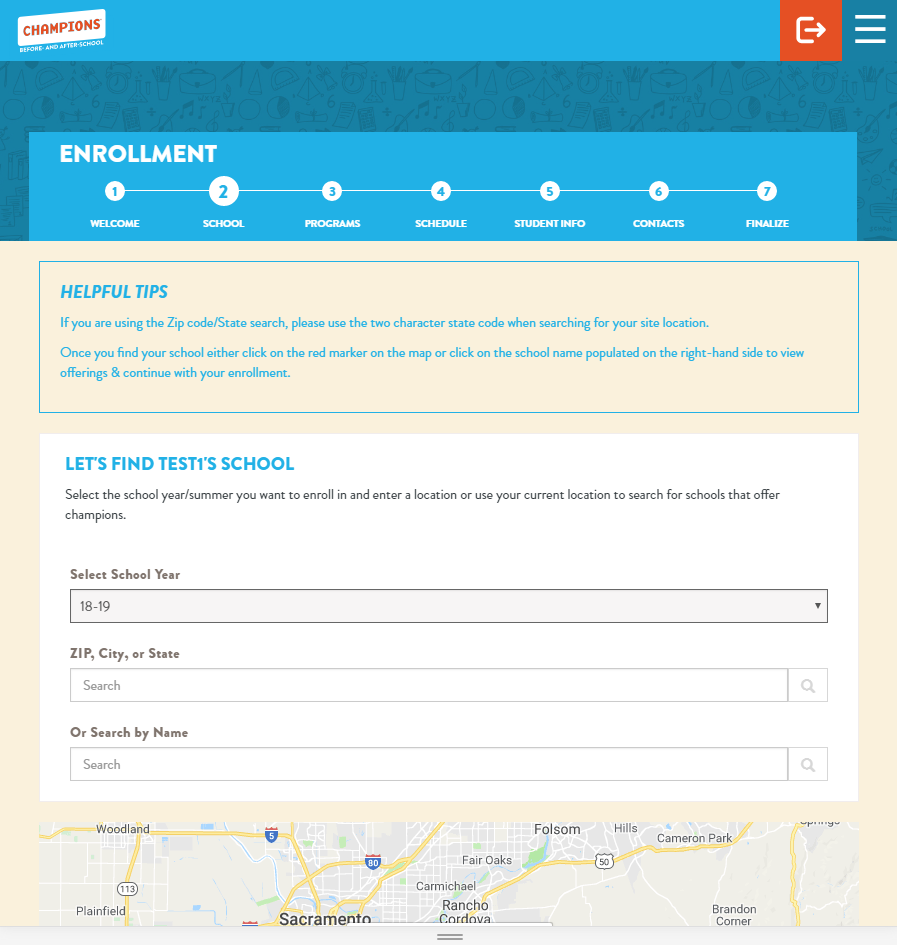 CHAMPIONS
BEFORE- AND AFTER-SCHOOL
ENROLLMENT
1 2 3 4 5 6 7
WELCOME SCHOOL PROGRAMS SCHEDULE STUDENT INFO CONTACTS FINALIZE
HELPFUL TIPS
If you are using the Zip code/State search, please use the two character state code when searching for your site location.
Once you find your school either click on the red marker on the map or click on the school name populated on the right-hand side to view
offerings & continue with your enrollment.
LET'S FIND TEST1'S SCHOOL
Select the school year/summer you want to enroll in and enter a location or use your current location to search for schools that offer
champions.
Select School Year
18-19
ZIP, City, or State
Search
Or Search by Name
Search
Springs
Woodland
5
Folsom
Hills
Cameron Park
80
Fair Oaks
50
Carmichael
113
Rancho
Cordova
Plainfield
Sacramento
Brandon
Corner